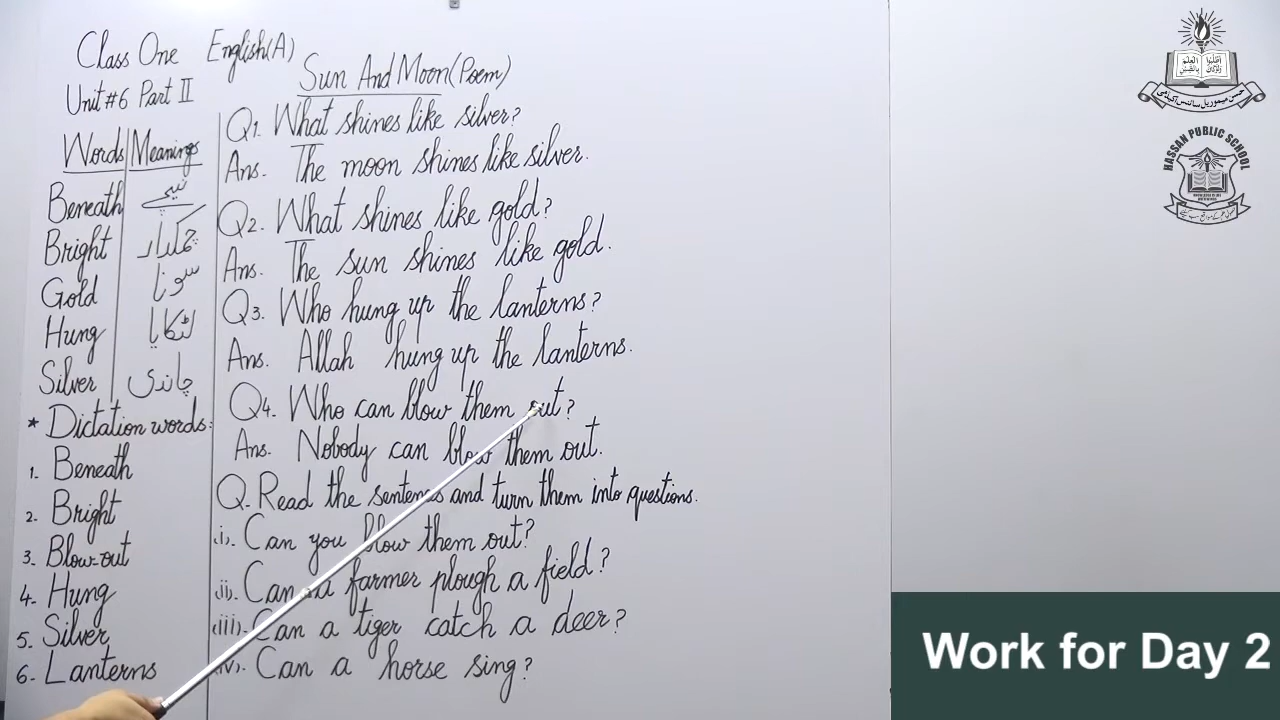 Class One English(A)
Unit#6 Part II
Sun And Moon(Poem)
Words Meanings
Beneath نیچے
Bright چمکدار
Gold سونا
Hung لٹکایا
Silver چاندی
* Dictation words:
1. Beneath
2. Bright
3. Blow-out
4. Hung
5. Silver
6. Lanterns
Q1. What shines like silver?
Ans. The moon shines like silver.
Q2. What shines like gold?
Ans. The sun shines like gold.
Q3. Who hung up the lanterns?
Ans. Allah hung up the lanterns.
Q4. Who can blow them out?
Ans. Nobody can blow them out.
Q. Read the sentences and turn them into questions.
(i). Can you blow them out?
(ii). Can a farmer plough a field?
(iii). Can a tiger catch a deer?
(iv). Can a horse sing?
HASSAN PUBLIC SCHOOL
Work for Day 2